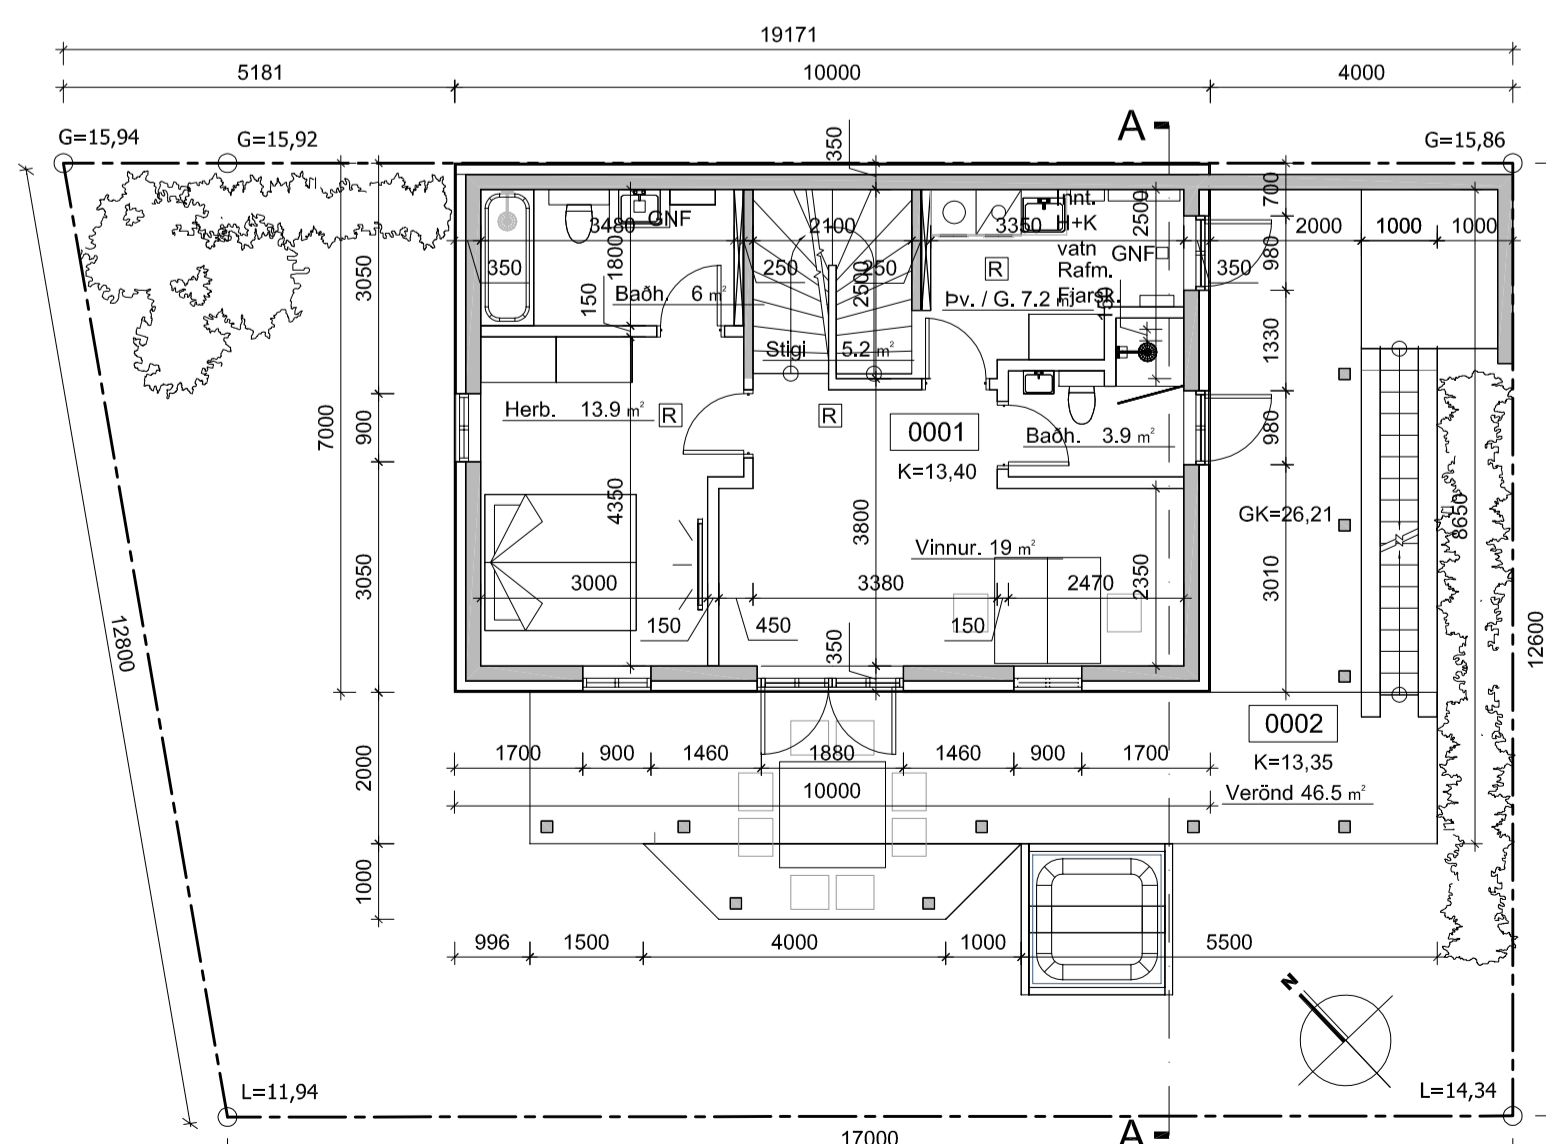 19171
5181 10000 4000
A
G=15,94 G=15,92 G=15,86
350
700
Innt.
H+K
vatn
Rafm.
Fjarsk.
GNF GNF
3480 2100 3350 2500 2000 1000 1000
350 1800 250 250 2500 R 980 350
3050 150 Baðh. 6 m² Þv. / G. 7.2 m²
Stigi 5.2 m² 1330
7000 900 Herb. 13.9 m² R R 0001 Baðh. 3.9 m² 980
K=13,40
4350 3800 GK=26,21 8650
Vinnur. 19 m²
3050 3000 3380 2470 2350 3010
12800 150 450 150 350 12600
0002
K=13,35
Verönd 46.5 m²
2000 1700 900 1460 1880 1460 900 1700
10000
1000
996 1500 4000 1000 5500
N
L=11,94 L=14,34
17000 A